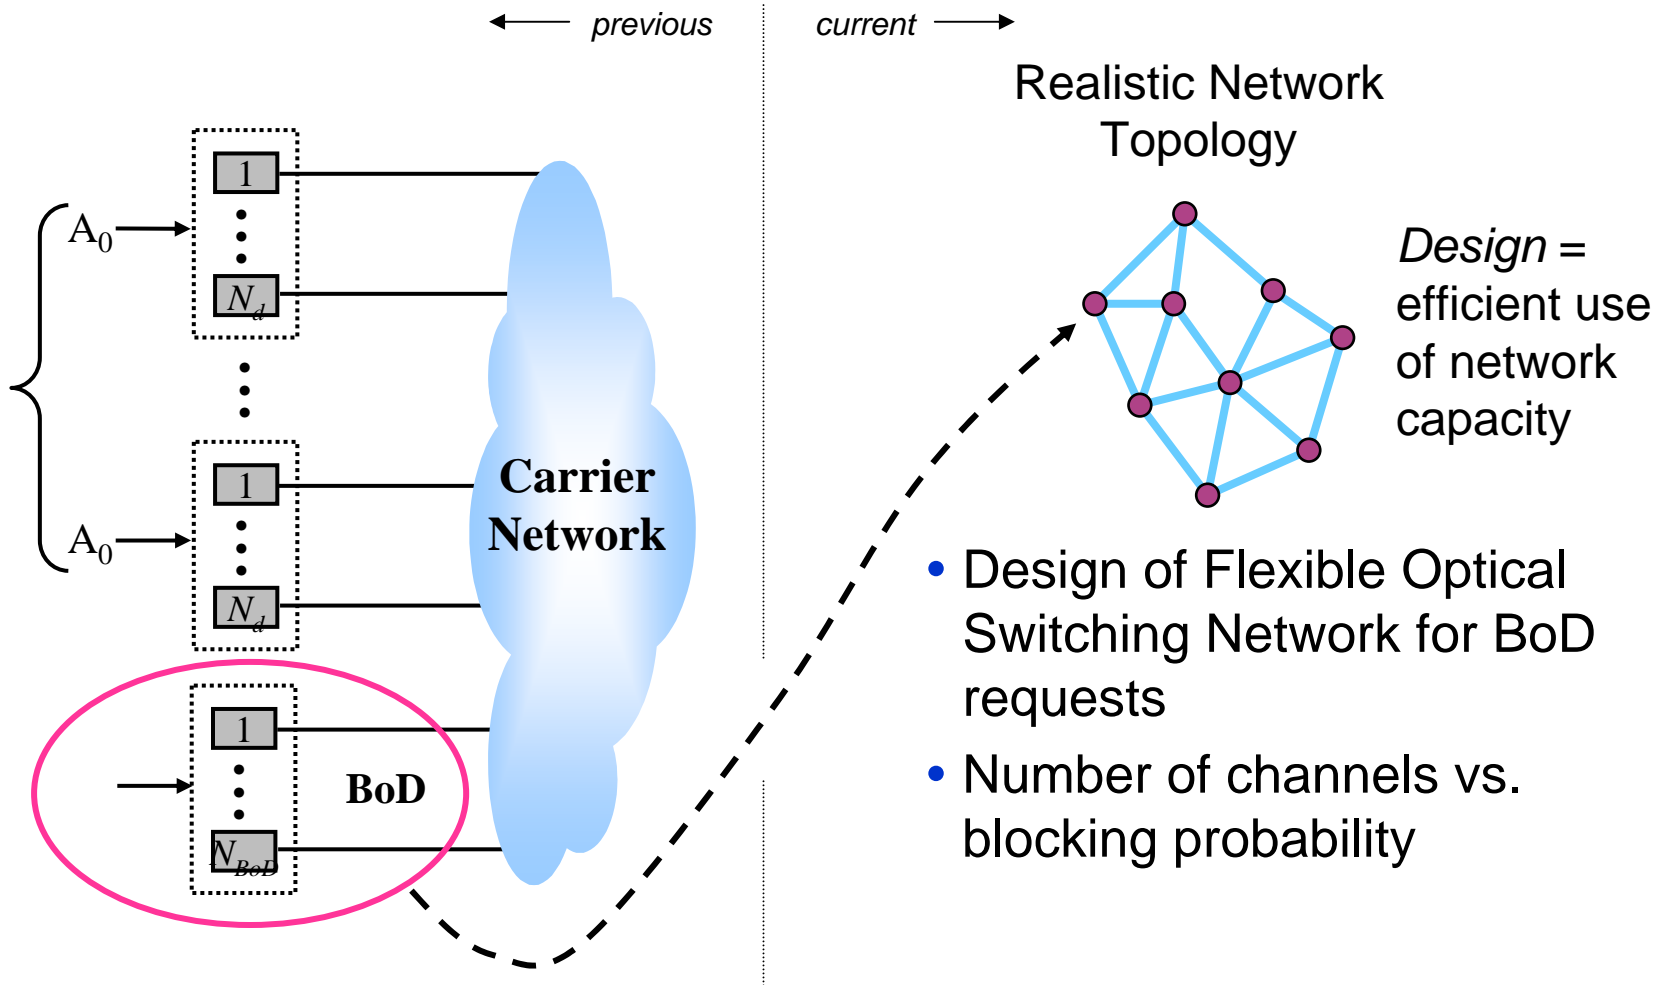 previous
current
Realistic Network
Topology
1
A0
Nd
Design =
efficient use
of network
capacity
1
Carrier
Network
A0
Nd
• Design of Flexible Optical
Switching Network for BoD
requests
1
BoD
NBoD
• Number of channels vs.
blocking probability